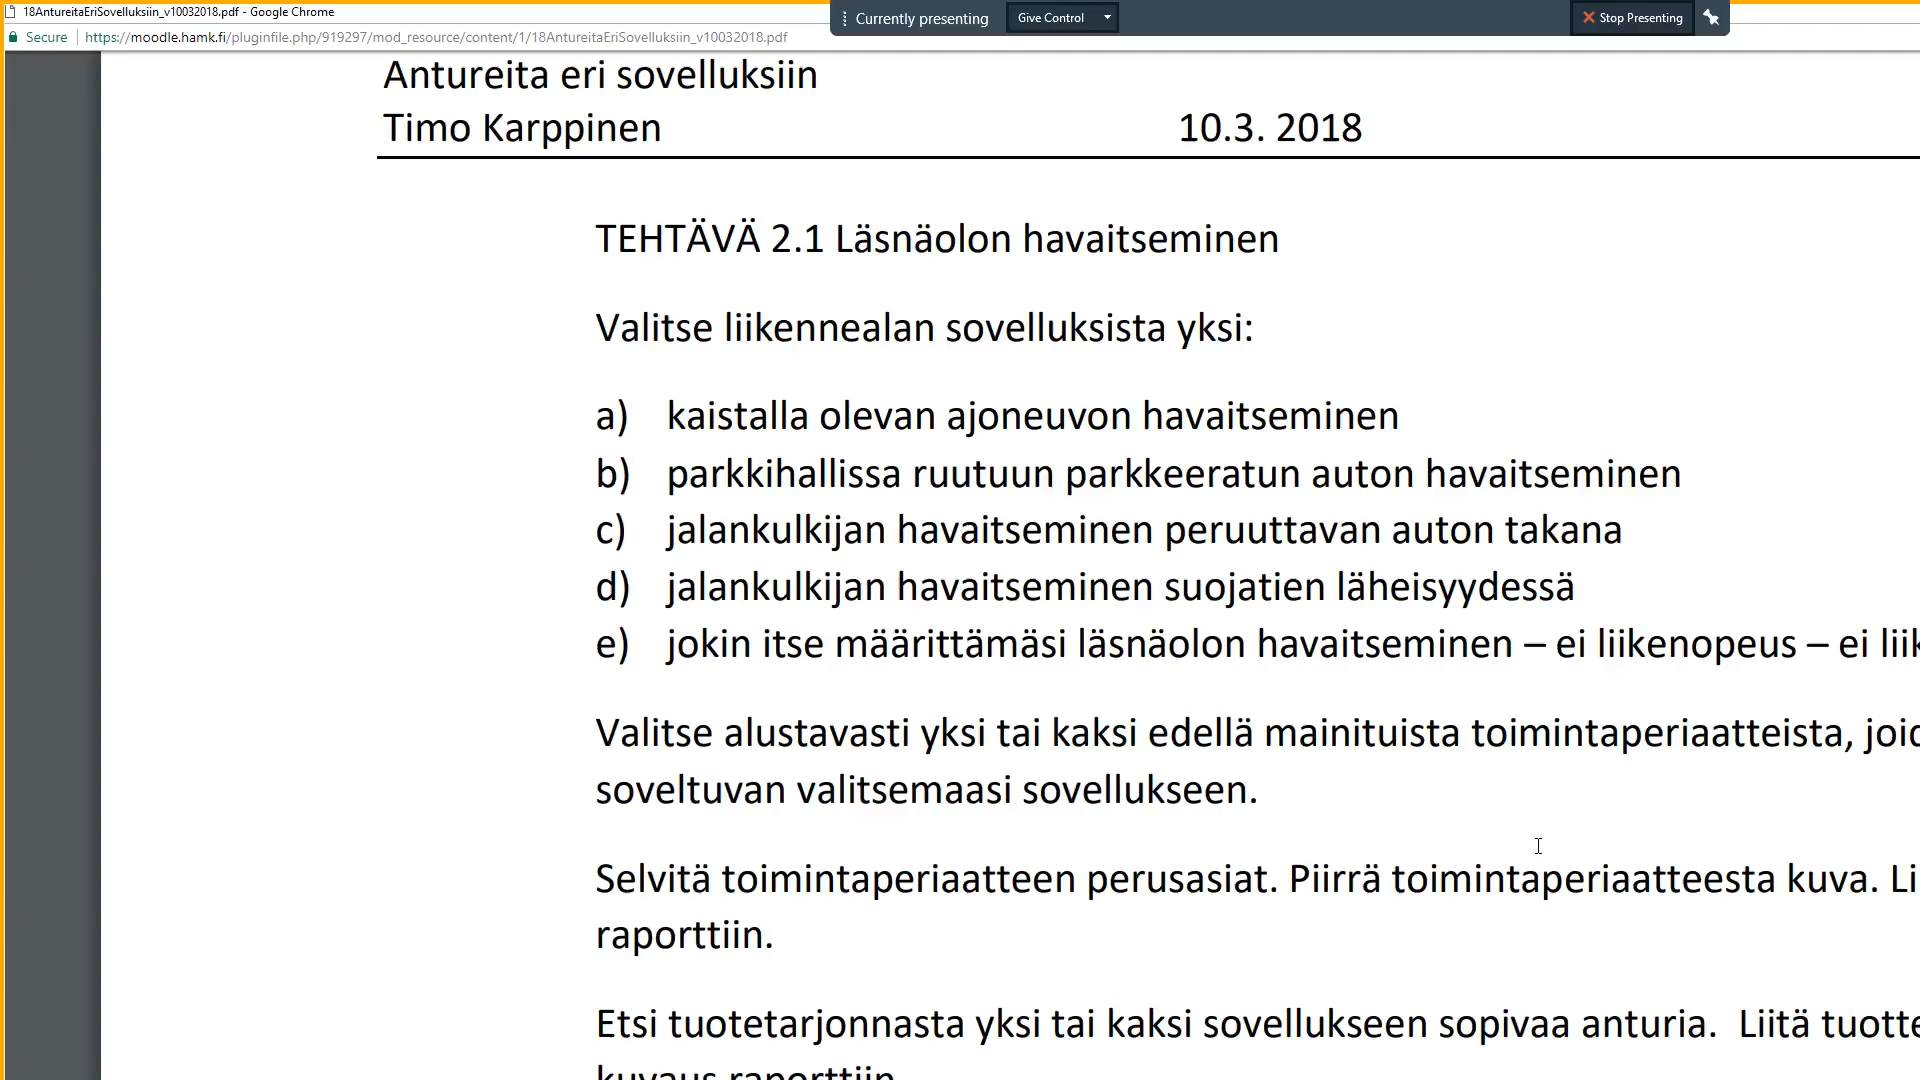 18AntureitaEriSovelluksiin_v10032018.pdf - Google Chrome
Currently presenting
Give Control
Stop Presenting
Secure
https://moodle.hamk.fi/pluginfile.php/919297/mod_resource/content/1/18AntureitaEriSovelluksiin_v10032018.pdf
Antureita eri sovelluksiin
Timo Karppinen 10.3. 2018
TEHTÄVÄ 2.1 Läsnäolon havaitseminen
Valitse liikennealan sovelluksista yksi:
a) kaistalla olevan ajoneuvon havaitseminen
b) parkkihallissa ruutuun parkkeeratun auton havaitseminen
c) jalankulkijan havaitseminen peruuttavan auton takana
d) jalankulkijan havaitseminen suojatien läheisyydessä
e) jokin itse määrittämäsi läsnäolon havaitseminen – ei liikenopeus – ei
Valitse alustavasti yksi tai kaksi edellä mainituista toimintaperiaatteista,
soveltuvan valitsemaasi sovellukseen.
Selvitä toimintaperiaatteen perusasiat. Piirrä toimintaperiaatteesta kuva.
raporttiin.
Etsi tuotetarjonnasta yksi tai kaksi sovellukseen sopivaa anturia. Liitä
kuvaus raporttiin